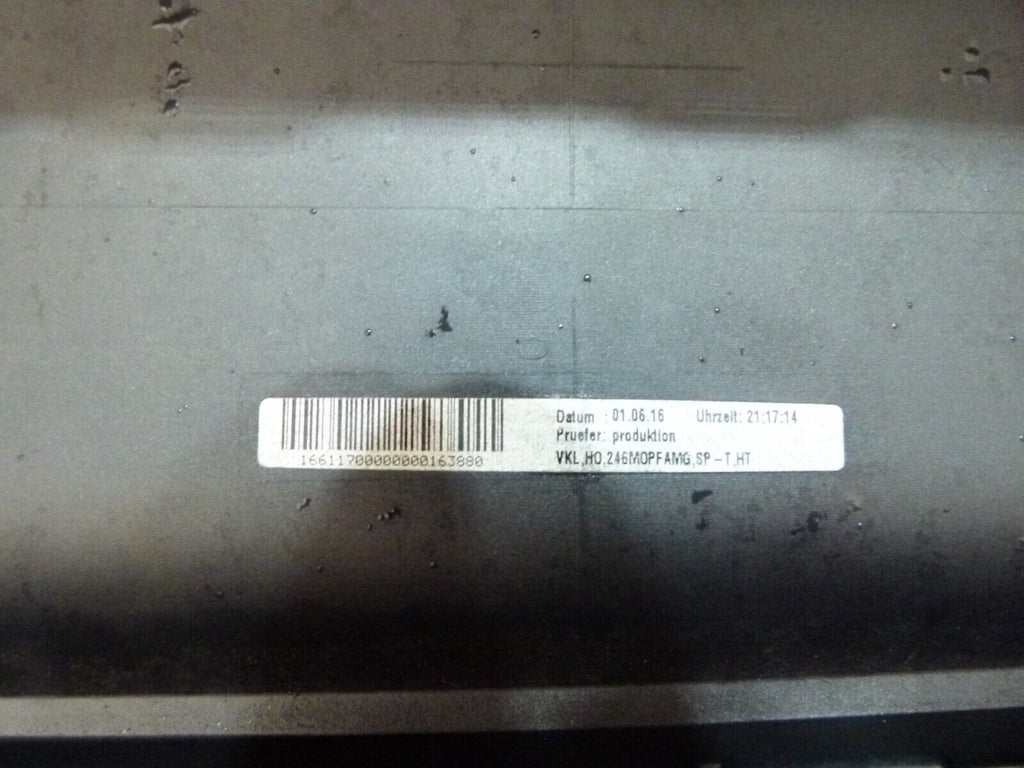 Datum : 01.06.16 Uhrzeit: 21:17:14
Pruefer: produktion
16611700000000163880
VKL,HO,246MOPFAMG,SP-T,HT